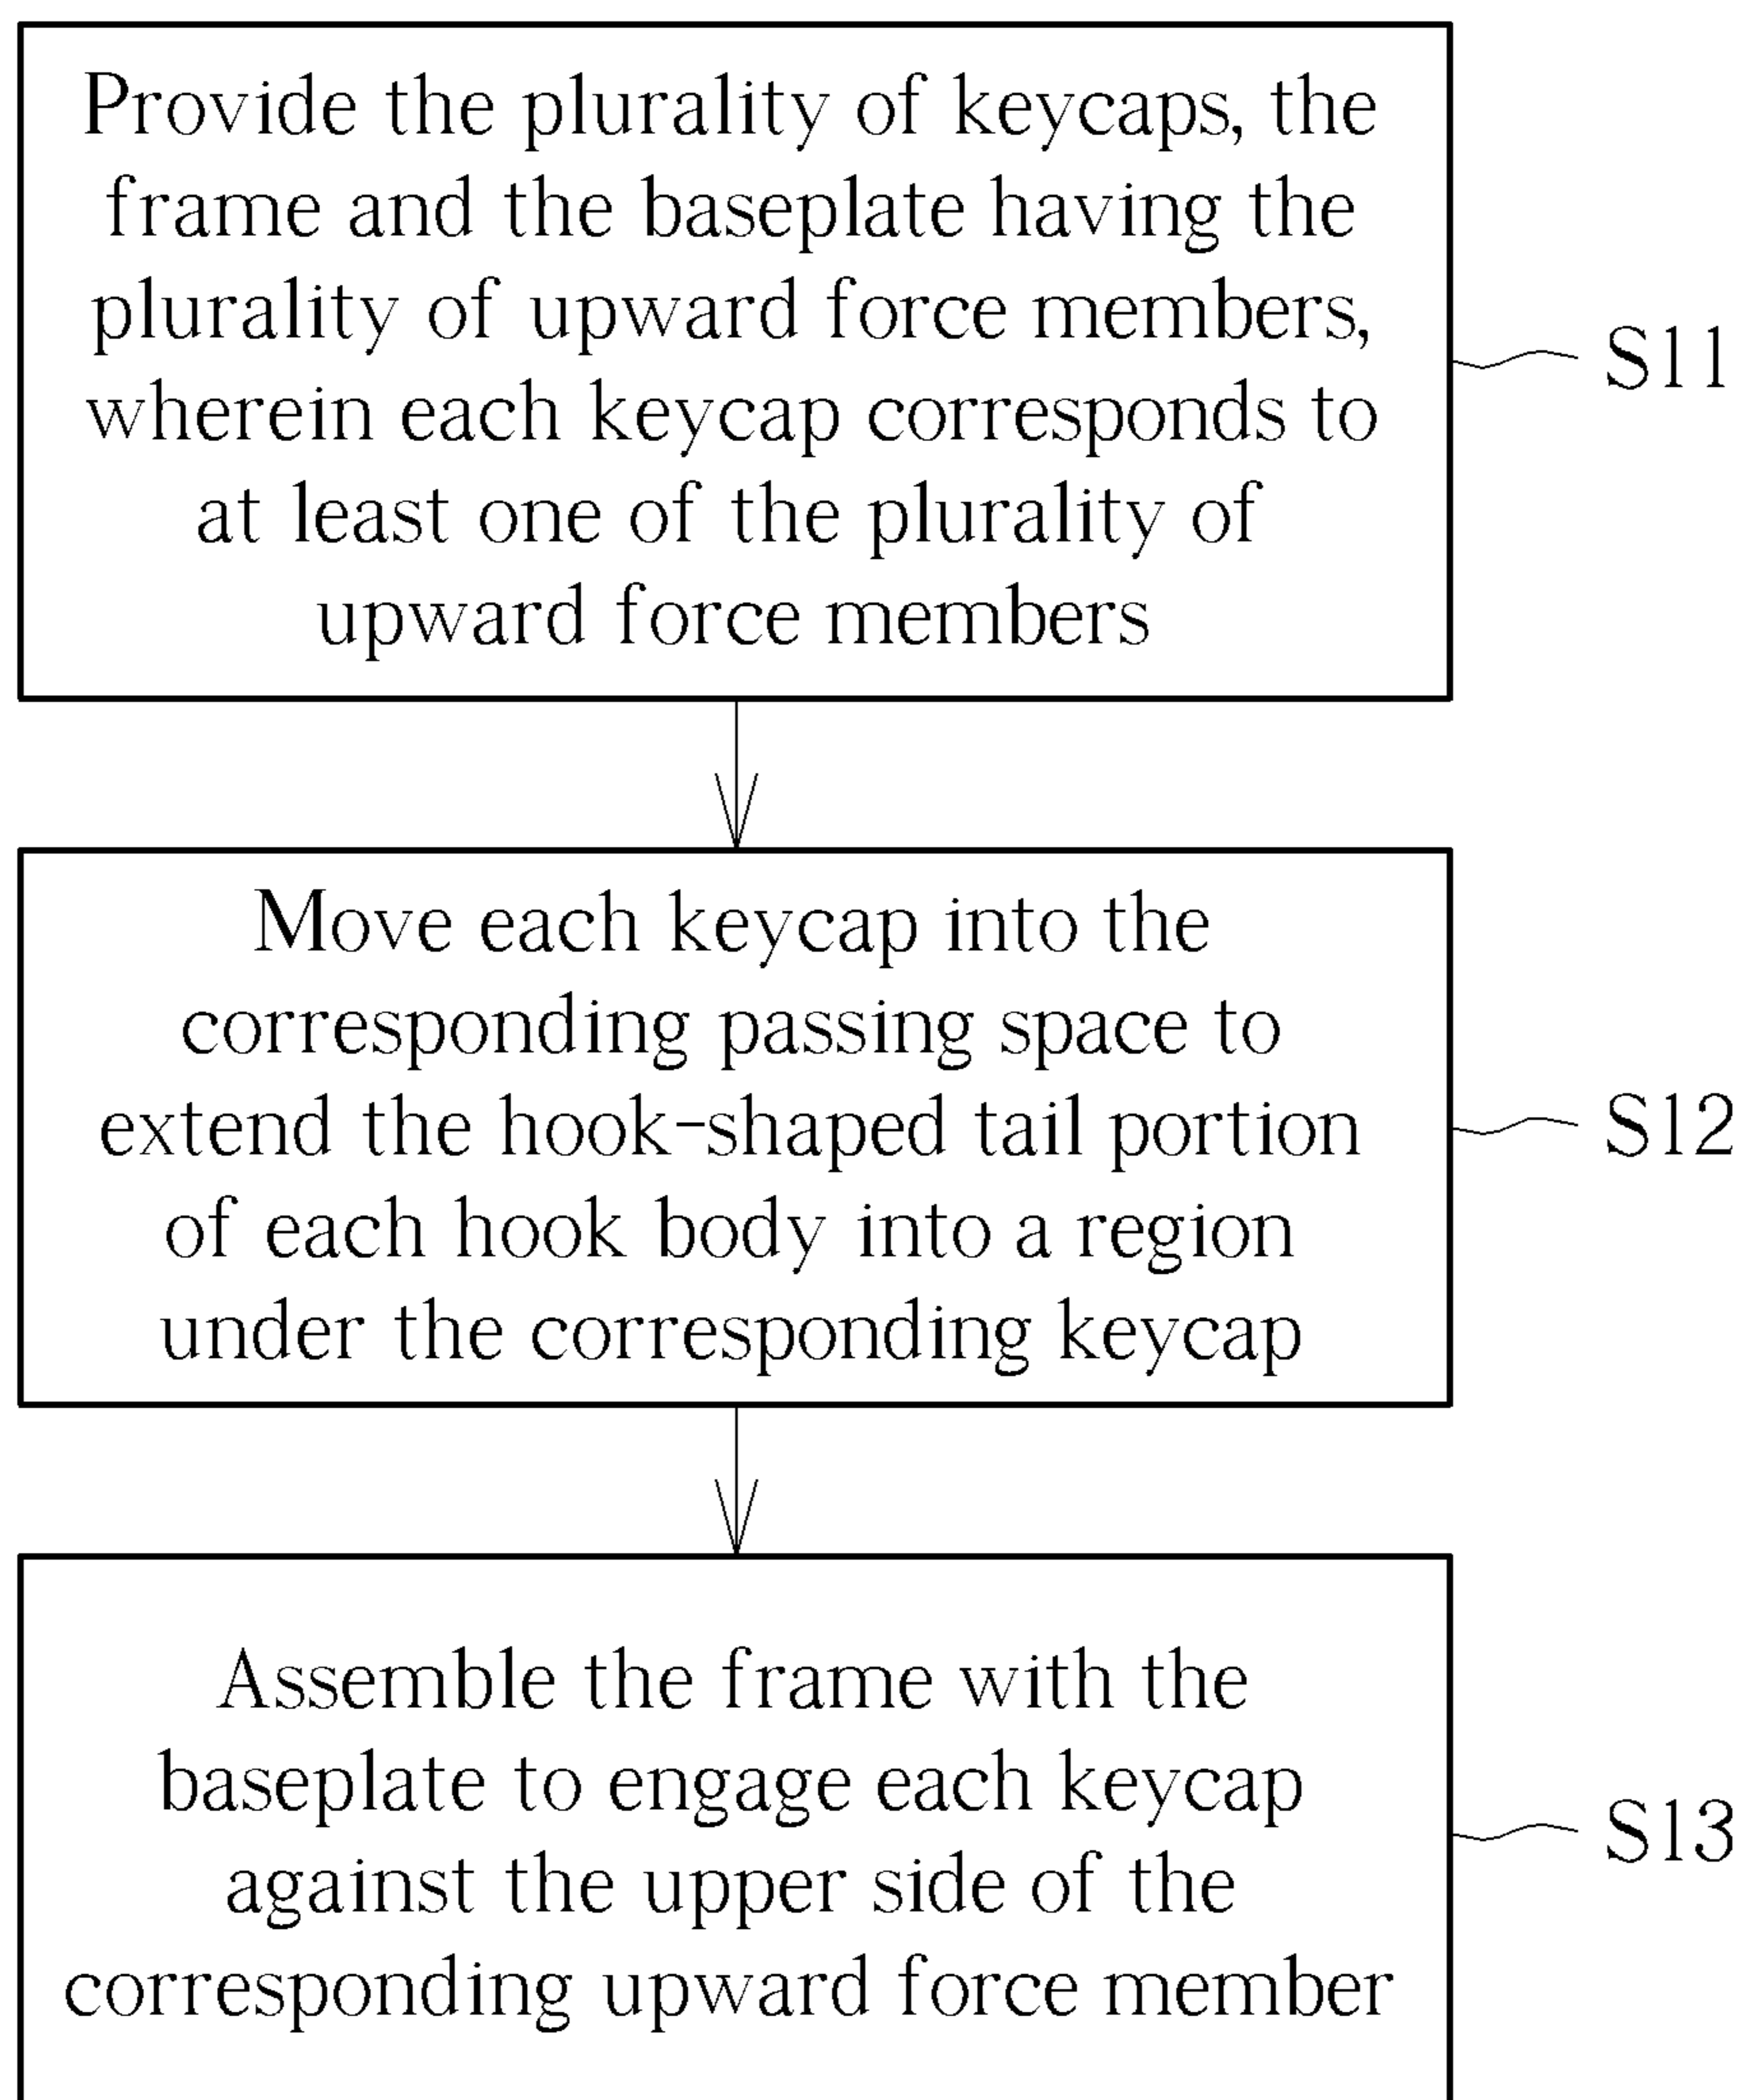 Provide the plurality of keycaps, the
frame and the baseplate having the
plurality of upward force members,
wherein each keycap corresponds to
at least one of the plurality of
upward force members
S11
Move each keycap into the
corresponding passing space to
extend the hook-shaped tail portion
of each hook body into a region
under the corresponding keycap
S12
Assemble the frame with the
baseplate to engage each keycap
against the upper side of the
corresponding upward force member
S13